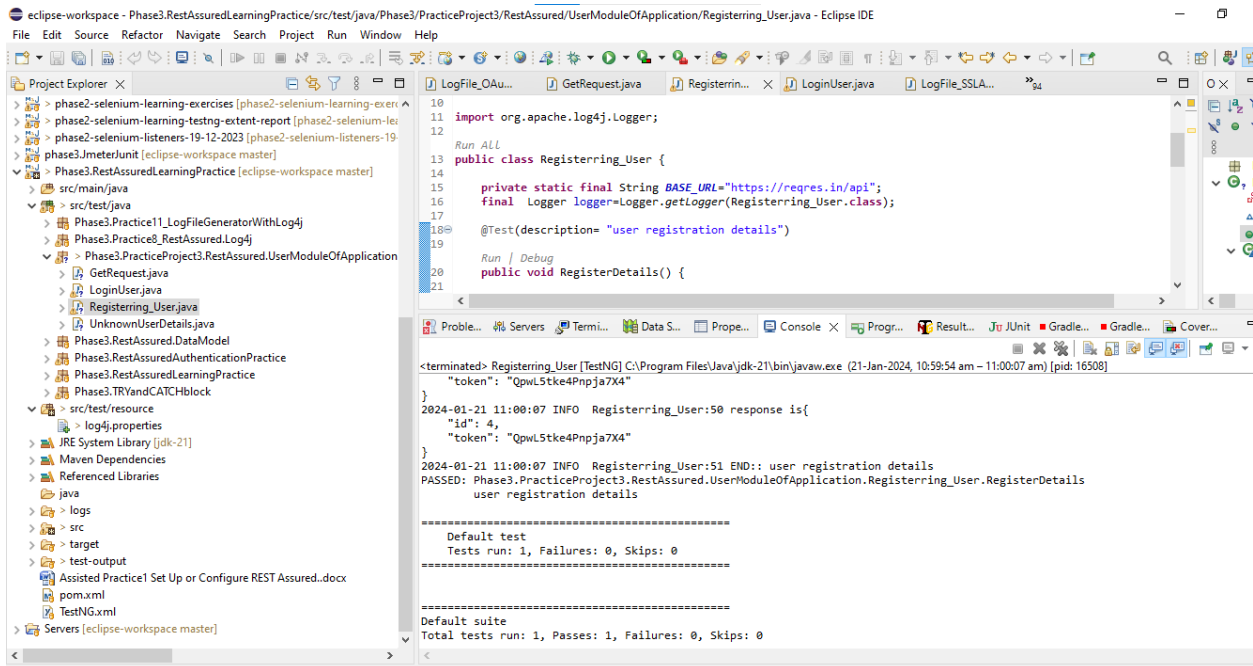 eclipse-workspace - Phase3.RestAssuredLearningPractice/src/test/java/Phase3/PracticeProject3/RestAssured/UserModuleOfApplication/Registerring_User.java - Eclipse IDE
File Edit Source Refactor Navigate Search Project Run Window Help
Project Explorer
> phase2-selenium-learning-exercises [phase2-selenium-learning-exerc
> phase2-selenium-learning-testng-extent-report [phase2-selenium-lea
> phase2-selenium-listeners-19-12-2023 [phase2-selenium-listeners-19-
phase3.JmeterJunit [eclipse-workspace master]
> Phase3.RestAssuredLearningPractice [eclipse-workspace master]
src/main/java
> src/test/java
Phase3.Practice11_LogFileGeneratorWithLog4j
Phase3.Practice8_RestAssured.Log4j
> Phase3.PracticeProject3.RestAssured.UserModuleOfApplication
GetRequest.java
LoginUser.java
Registerring_User.java
UnknownUserDetails.java
Phase3.RestAssured.DataModel
Phase3.RestAssuredAuthenticationPractice
Phase3.RestAssuredLearningPractice
Phase3.TRYandCATCHblock
> src/test/resource
> log4j.properties
JRE System Library [jdk-21]
Maven Dependencies
Referenced Libraries
java
> logs
> src
> target
> test-output
Assisted Practice1 Set Up or Configure REST Assured..docx
pom.xml
TestNG.xml
Servers [eclipse-workspace master]
LogFile_OAu... GetRequest.java Registerrin... LoginUser.java LogFile_SSLA... »94
10
11 import org.apache.log4j.Logger;
12
Run All
13 public class Registerring_User {
14
15 private static final String BASE_URL="https://reqres.in/api";
16 final Logger logger=Logger.getLogger(Registerring_User.class);
17
18 @Test(description= "user registration details")
19
Run | Debug
20 public void RegisterDetails() {
21
Proble... Servers Termi... Data S... Prope... Console Progr... Result... JUnit Gradle... Gradle... Cover...
<terminated> Registerring_User [TestNG] C:\Program Files\Java\jdk-21\bin\javaw.exe (21-Jan-2024, 10:59:54 am – 11:00:07 am) [pid: 16508]
"token": "QpwL5tke4Pnpja7X4"
}
2024-01-21 11:00:07 INFO Registerring_User:50 response is{
"id": 4,
"token": "QpwL5tke4Pnpja7X4"
}
2024-01-21 11:00:07 INFO Registerring_User:51 END:: user registration details
PASSED: Phase3.PracticeProject3.RestAssured.UserModuleOfApplication.Registerring_User.RegisterDetails
user registration details
===============================================
Default test
Tests run: 1, Failures: 0, Skips: 0
===============================================
===============================================
Default suite
Total tests run: 1, Passes: 1, Failures: 0, Skips: 0